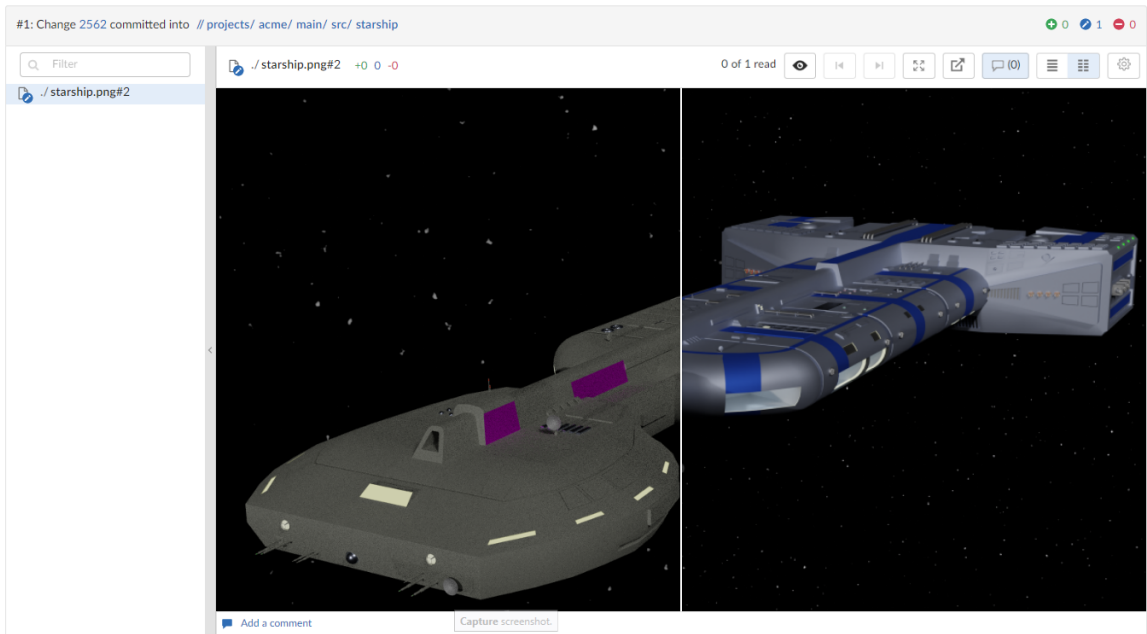 #1: Change 2562 committed into // projects/ acme/ main/ src/ starship
0 1 0
Filter
./ starship.png#2 +0 0 -0
0 of 1 read
(0)
./ starship.png#2
Add a comment
Capture screenshot.